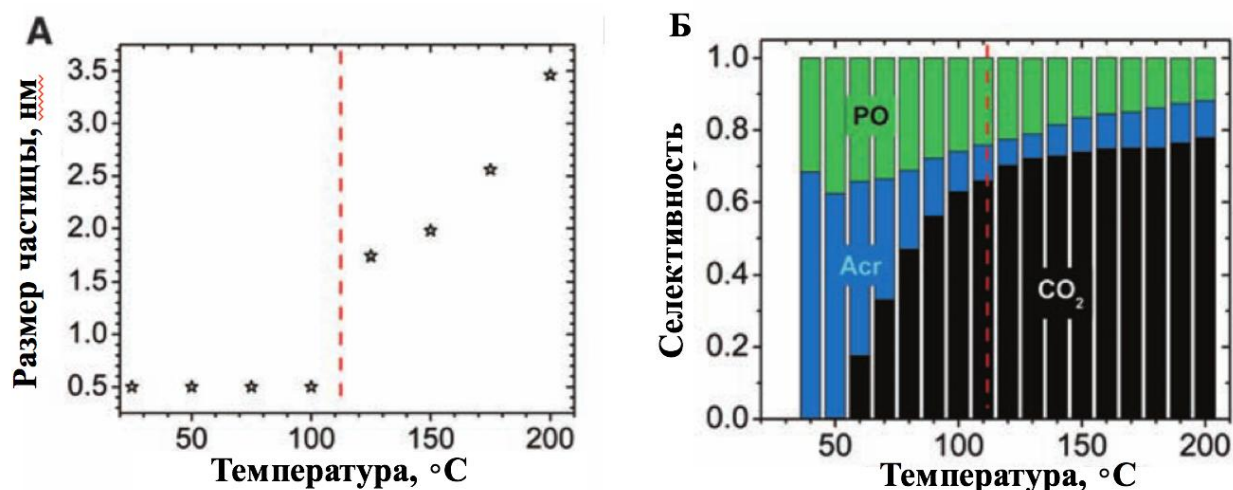 А
Размер частицы, нм
3.5
3.0
2.5
2.0
1.5
1.0
0.5
50 100 150 200
Температура, °C
Б
Селективность
1.0
0.8
0.6
0.4
0.2
0.0
PO
Acr
CO₂
50 100 150 200
Температура, °C